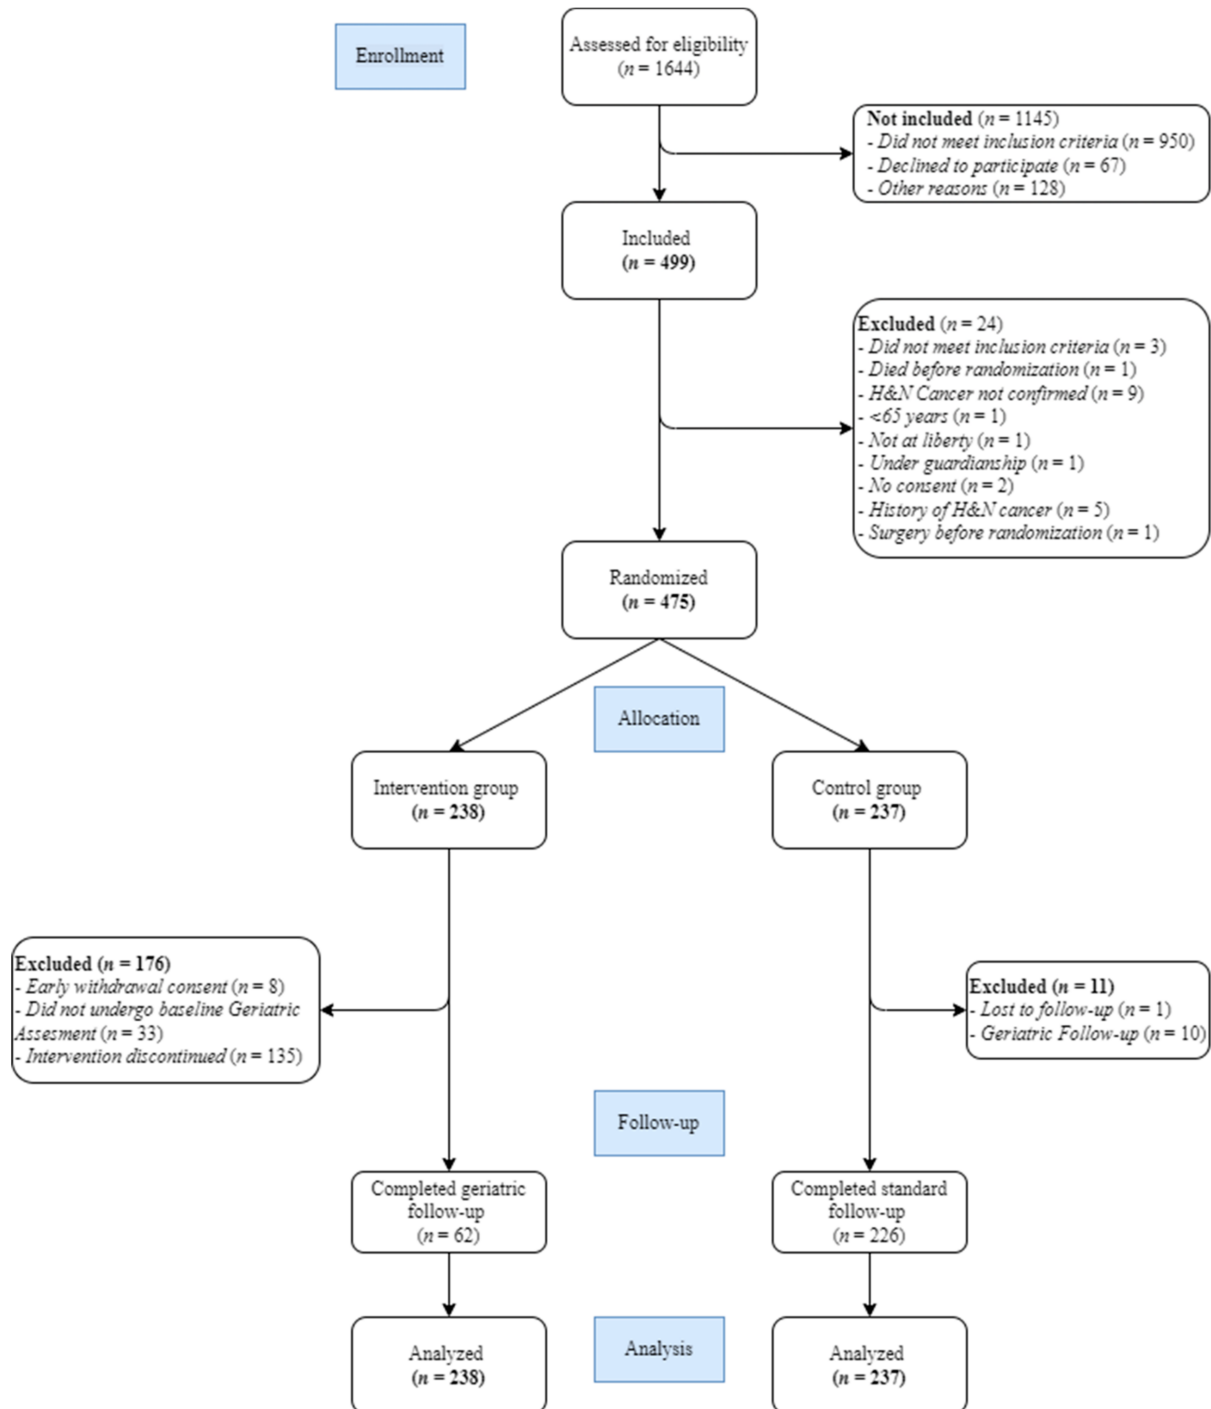 Enrollment
Assessed for eligibility
(n = 1644)
Not included (n = 1145)
- Did not meet inclusion criteria (n = 950)
- Declined to participate (n = 67)
- Other reasons (n = 128)
Included
(n = 499)
Excluded (n = 24)
- Did not meet inclusion criteria (n = 3)
- Died before randomization (n = 1)
- H&N Cancer not confirmed (n = 9)
- <65 years (n = 1)
- Not at liberty (n = 1)
- Under guardianship (n = 1)
- No consent (n = 2)
- History of H&N cancer (n = 5)
- Surgery before randomization (n = 1)
Randomized
(n = 475)
Allocation
Intervention group
(n = 238)
Control group
(n = 237)
Excluded (n = 176)
- Early withdrawal consent (n = 8)
- Did not undergo baseline Geriatric
Assesment (n = 33)
- Intervention discontinued (n = 135)
Excluded (n = 11)
- Lost to follow-up (n = 1)
- Geriatric Follow-up (n = 10)
Follow-up
Completed geriatric
follow-up
(n = 62)
Completed standard
follow-up
(n = 226)
Analysis
Analyzed
(n = 238)
Analyzed
(n = 237)